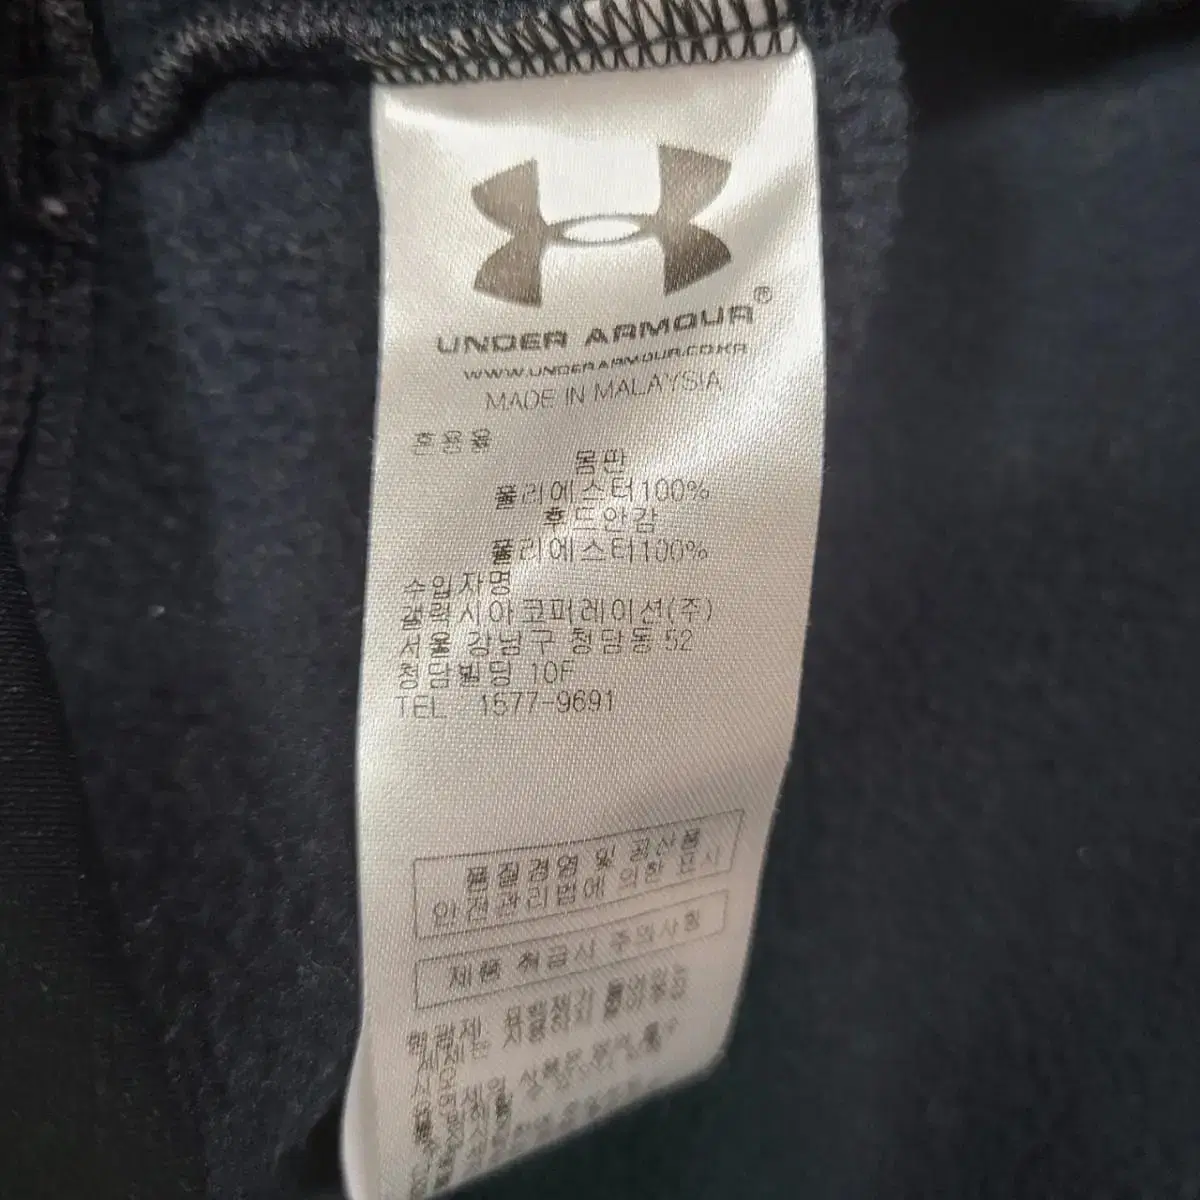 UNDER ARMOUR®
WWW.UNDERARMOUR.CO.KR
MADE IN MALAYSIA
혼용율
몸판
폴리에스터100%
후드안감
폴리에스터100%
수입자명
갤럭시아코퍼레이션(주)
서울 강남구 청담동 52
청담빌딩 10F
TEL 1577-9691
품질경영 및 공산품
안전관리법에 의한 표시
제품 취급시 주의사항